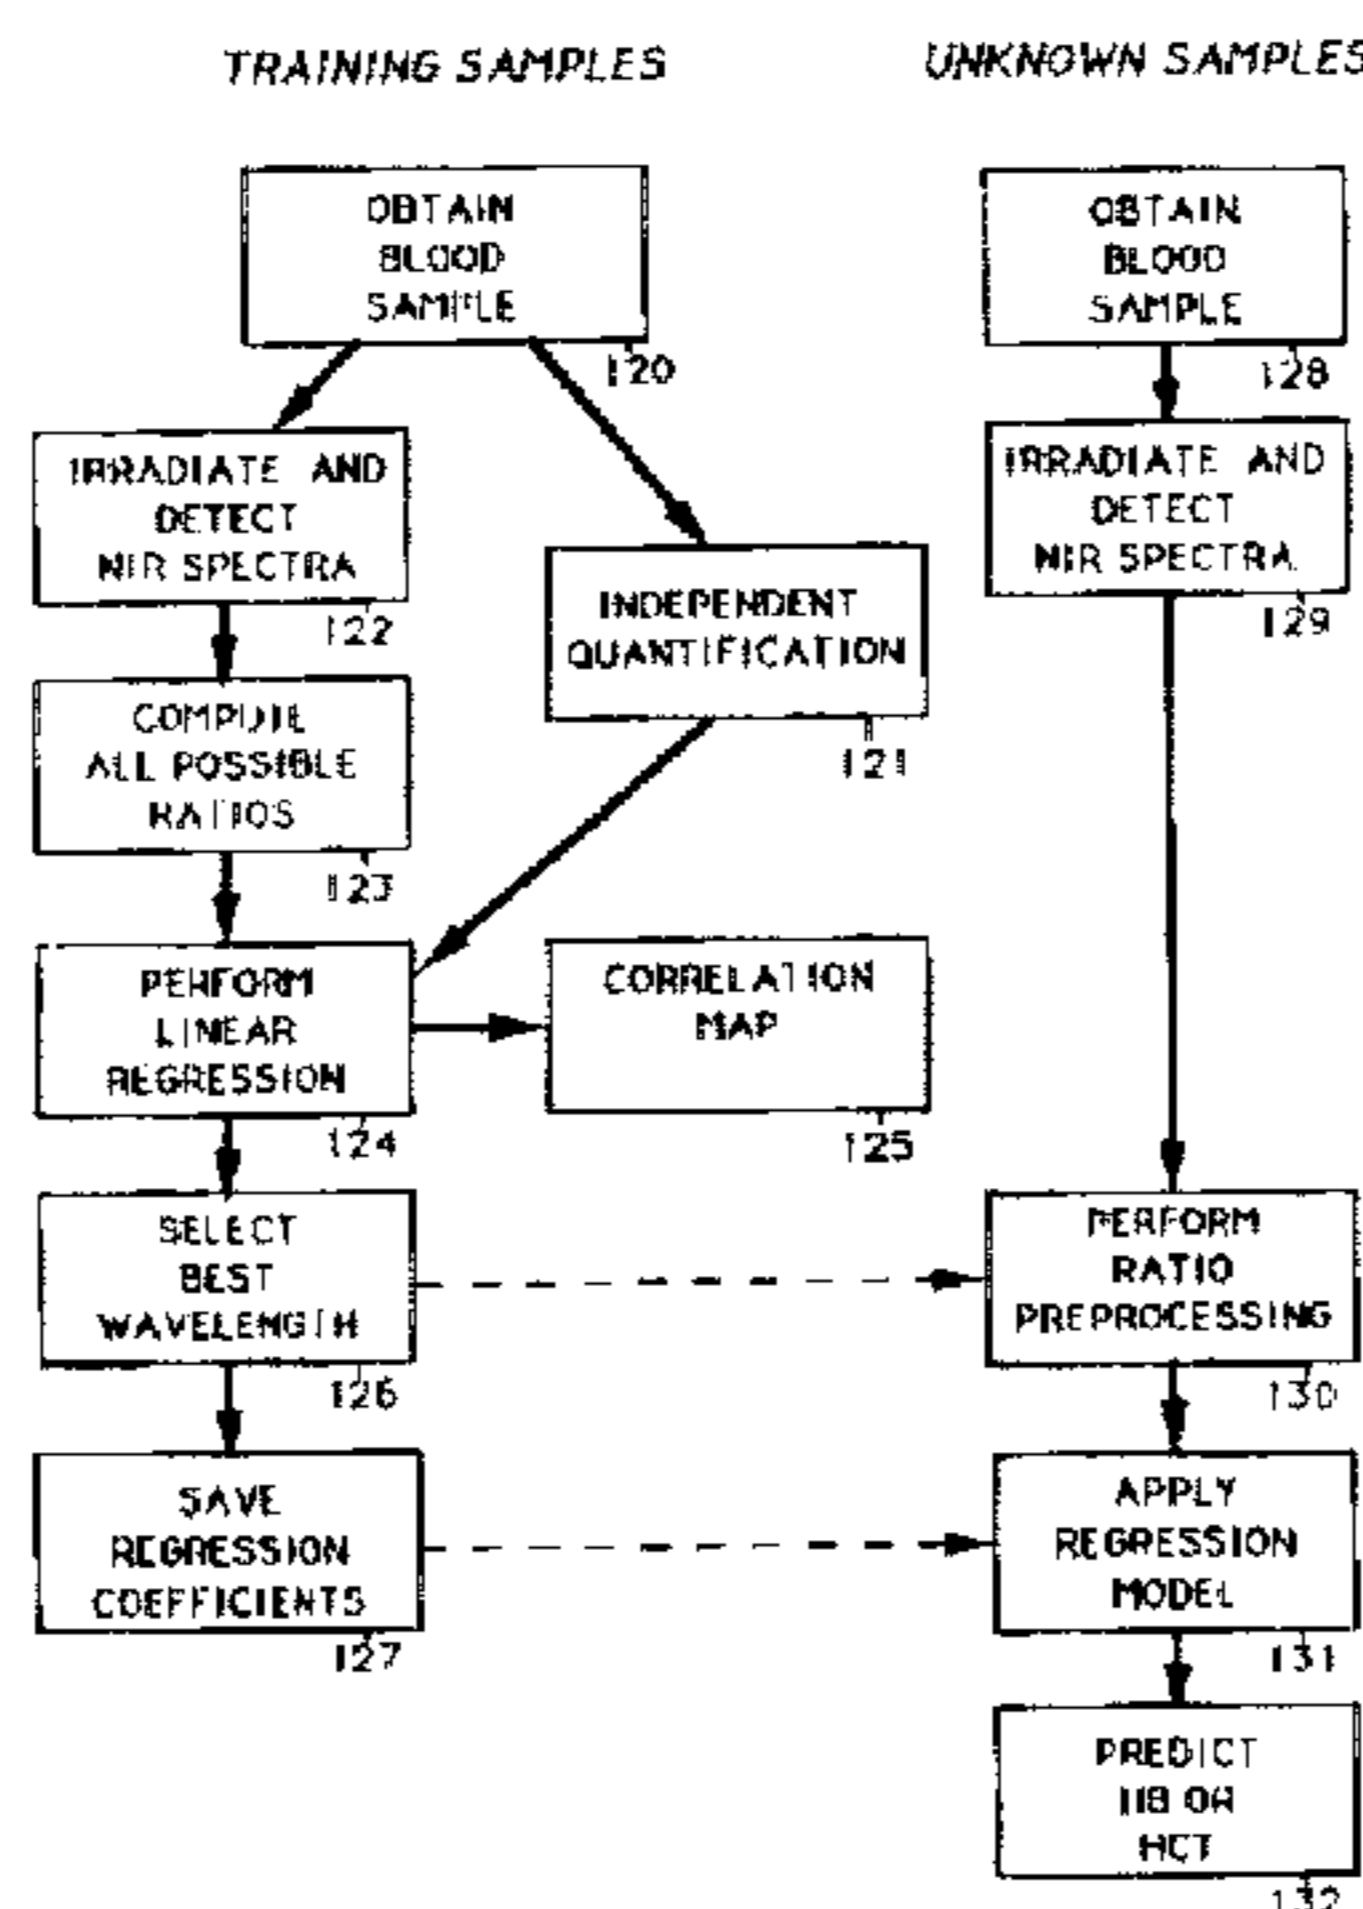 TRAINING SAMPLES
OBTAIN
BLOOD
SAMPLE
120
IRRADIATE AND
DETECT
NIR SPECTRA
122
INDEPENDENT
QUANTIFICATION
121
COMPUTE
ALL POSSIBLE
RATIOS
123
PERFORM
LINEAR
REGRESSION
124
CORRELATION
MAP
125
SELECT
BEST
WAVELENGTH
126
SAVE
REGRESSION
COEFFICIENTS
127
UNKNOWN SAMPLES
OBTAIN
BLOOD
SAMPLE
128
IRRADIATE AND
DETECT
NIR SPECTRA
129
PERFORM
RATIO
PREPROCESSING
130
APPLY
REGRESSION
MODEL
131
PREDICT
HB OR
HCT
132